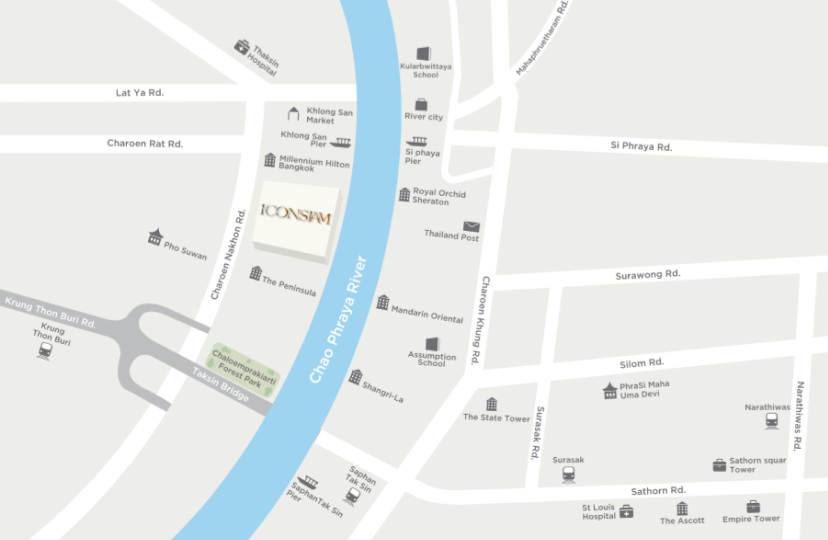 Mahaphruetharam Rd.
Thaksin
Hospital
Kularbwittaya
School
Lat Ya Rd.
Khlong San
Market
River city
Khlong San
Pier
Charoen Rat Rd.
Si phaya
Pier
Si Phraya Rd.
Millennium Hilton
Bangkok
Royal Orchid
Sheraton
ICONSIAM
Thailand Post
Pho Suwan
Charoen Nakhon Rd.
The Peninsula
Surawong Rd.
Chao Phraya River
Charoen Khung Rd.
Krung Thon Buri Rd.
Mandarin Oriental
Krung
Thon Buri
Assumption
School
Chaloemprakiarti
Forest Park
Silom Rd.
Taksin Bridge
Shangri-La
PhraSi Maha
Uma Devi
The State Tower
Surasak Rd.
Narathiwas
Narathiwas Rd.
Surasak
Sathorn squar
Tower
Saphan
Tak Sin
SaphanTak Sin
Pier
Sathorn Rd.
St Louis
Hospital
The Ascott
Empire Tower